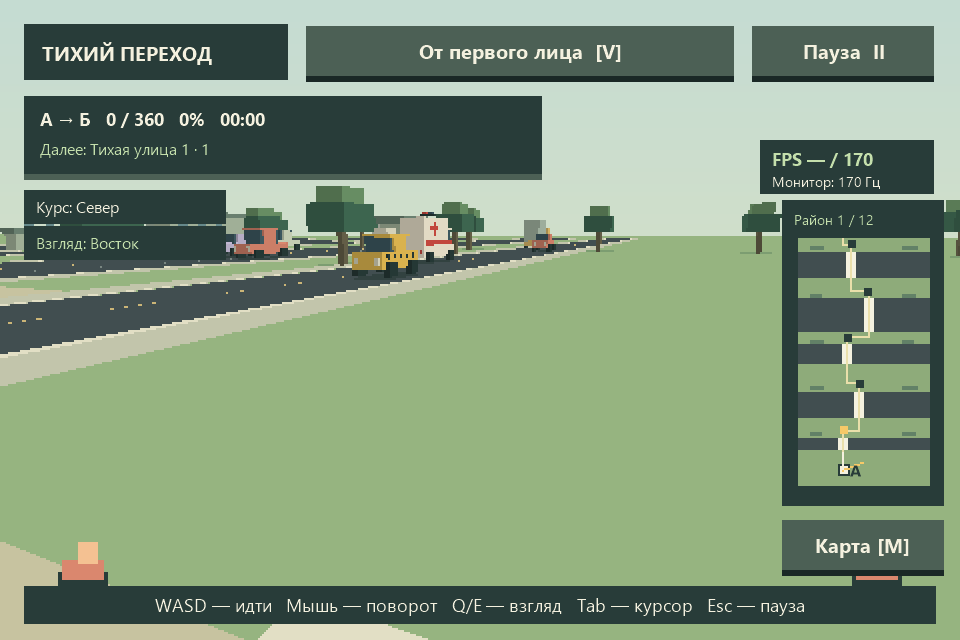 ТИХИЙ ПЕРЕХОД
От первого лица [V]
Пауза II
А → Б 0 / 360 0% 00:00
Далее: Тихая улица 1 · 1
FPS — / 170
Монитор: 170 Гц
Курс: Север
Взгляд: Восток
Район 1 / 12
А
Карта [M]
WASD — идти Мышь — поворот Q/E — взгляд Tab — курсор Esc — пауза